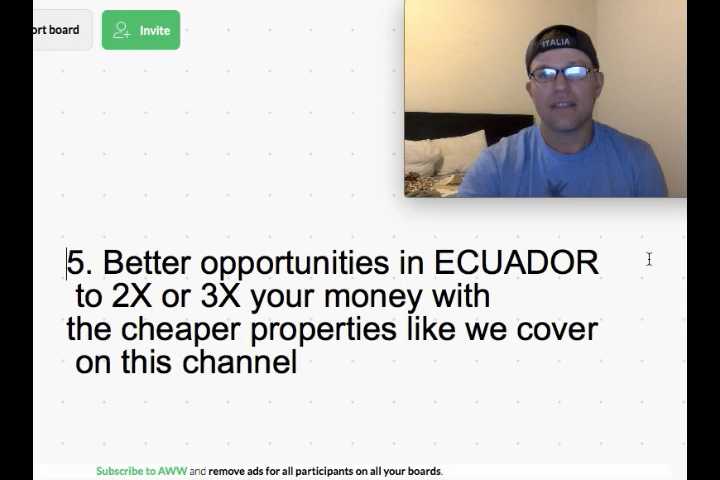 ort board
Invite
ITALIA
5. Better opportunities in ECUADOR
to 2X or 3X your money with
the cheaper properties like we cover
on this channel
Subscribe to AWW and remove ads for all participants on all your boards.